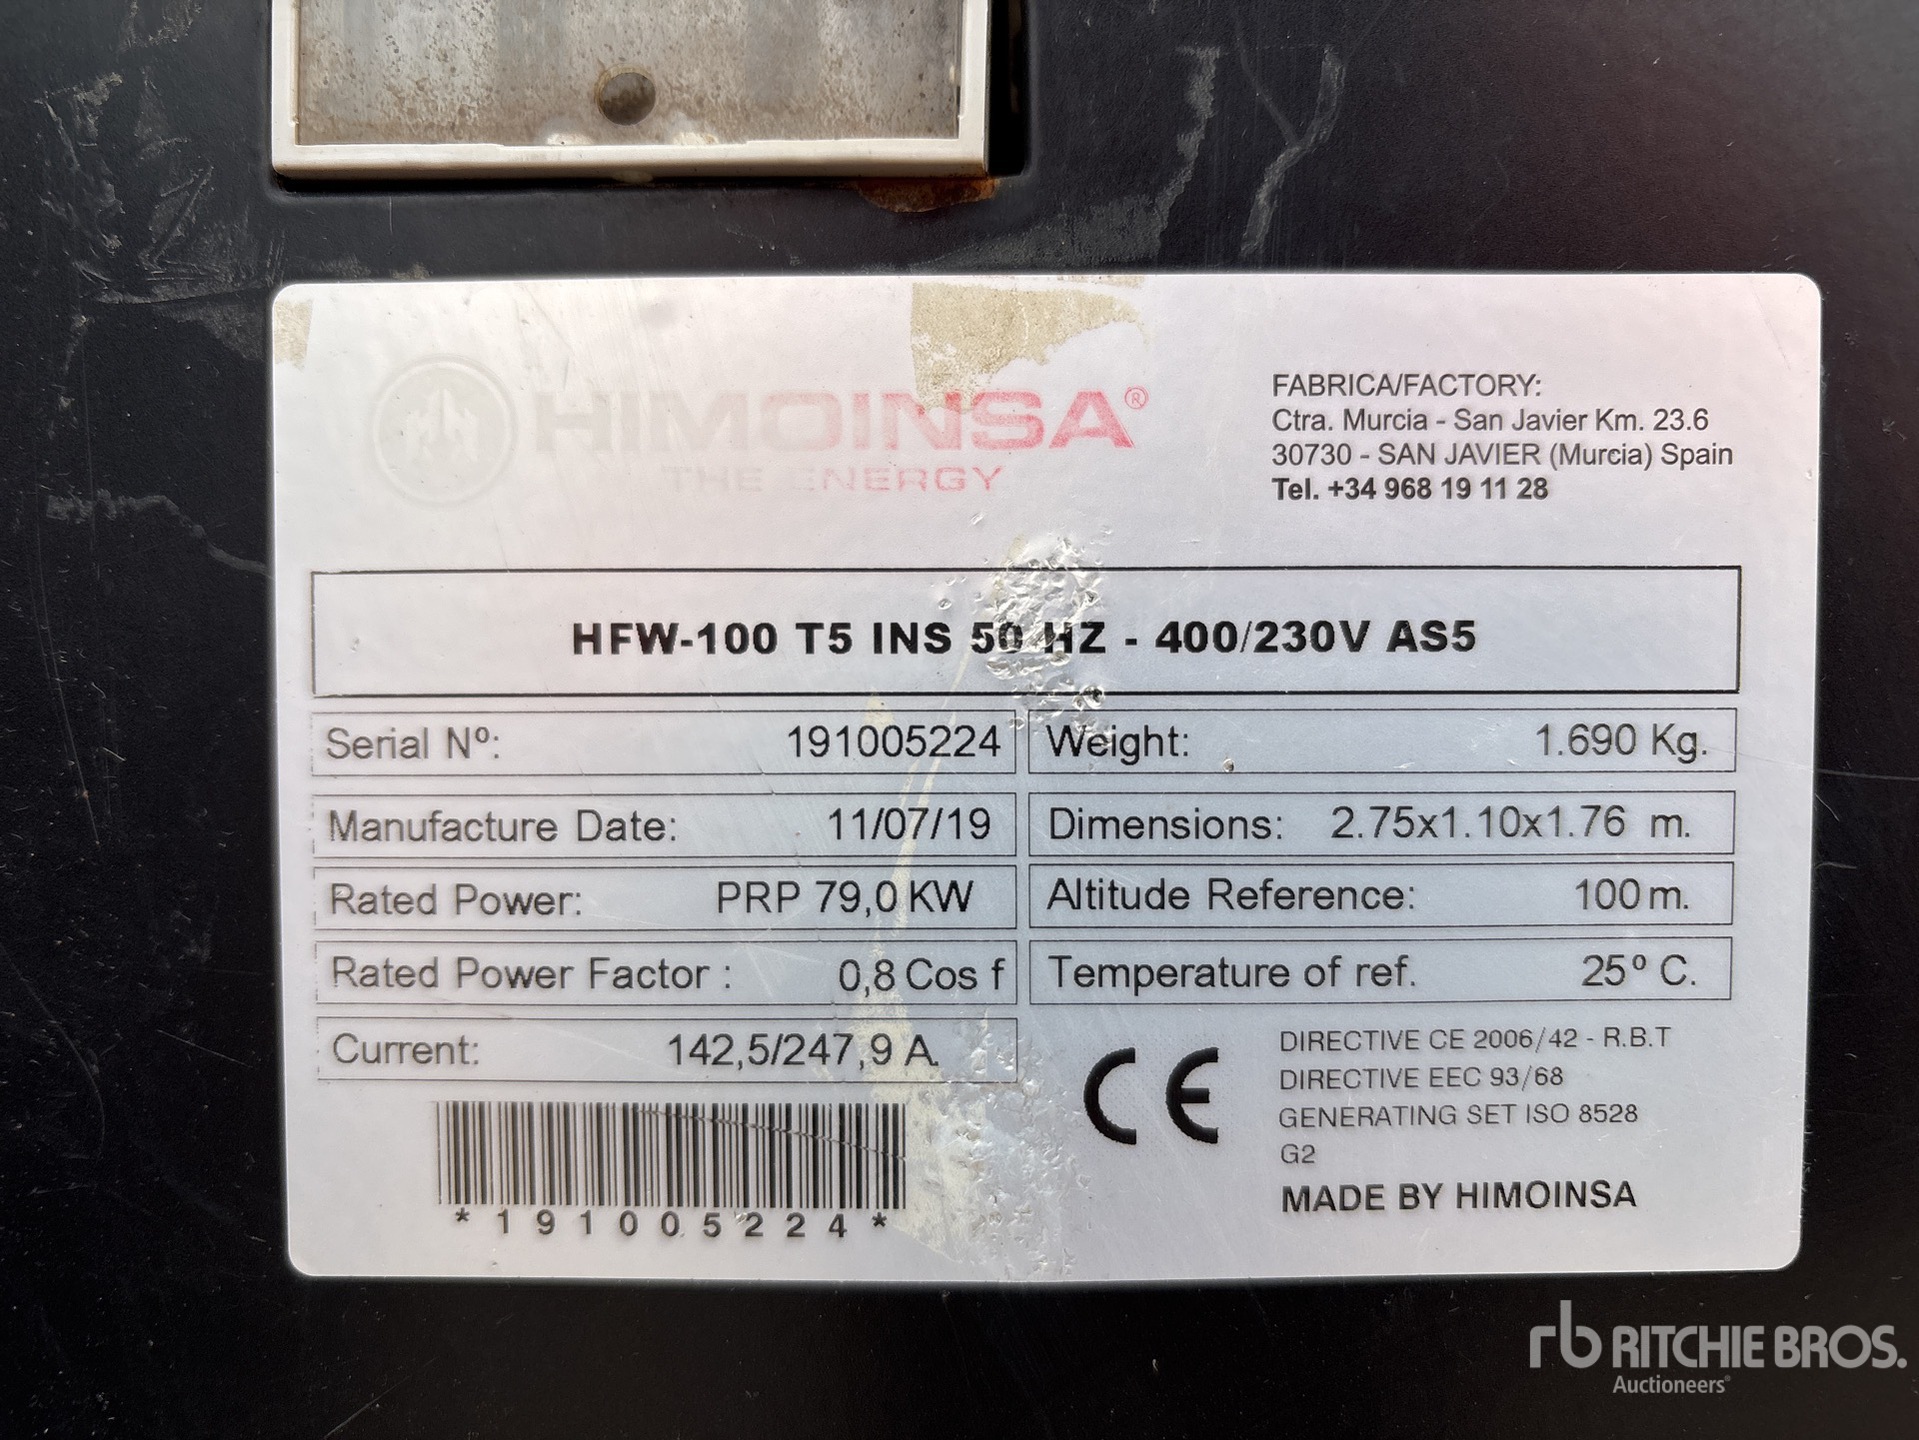 HIMOINSA®
THE ENERGY
FABRICA/FACTORY:
Ctra. Murcia - San Javier Km. 23.6
30730 - SAN JAVIER (Murcia) Spain
Tel. +34 968 19 11 28
HFW-100 T5 INS 50 HZ - 400/230V AS5
Serial Nº: 191005224
Weight: 1.690 Kg.
Manufacture Date: 11/07/19
Dimensions: 2.75x1.10x1.76 m.
Rated Power: PRP 79,0 KW
Altitude Reference: 100 m.
Rated Power Factor : 0,8 Cos f
Temperature of ref. 25º C.
Current: 142,5/247,9 A.
*191005224*
CE
DIRECTIVE CE 2006/42 - R.B.T
DIRECTIVE EEC 93/68
GENERATING SET ISO 8528
G2
MADE BY HIMOINSA
rb RITCHIE BROS.
Auctioneers®